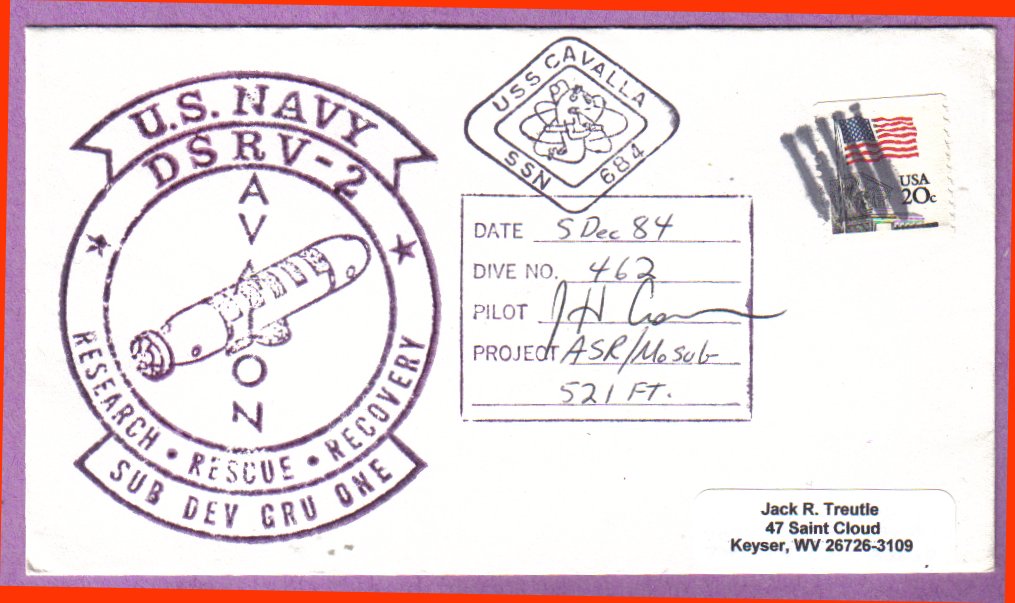 U.S. NAVY
DSRV-2
AVALON
RESEARCH • RESCUE • RECOVERY
SUB DEV GRU ONE
USS CAVALLA
SSN 684
DATE 5 Dec 84
DIVE NO. 462
PILOT JH
PROJECT ASR/Mosub
521 FT.
USA
20c
Jack R. Treutle
47 Saint Cloud
Keyser, WV 26726-3109